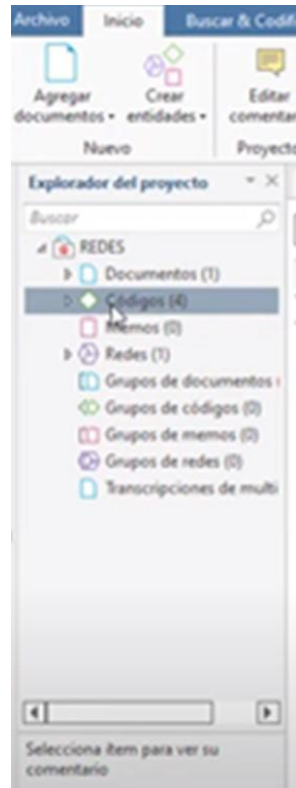 Archivo Inicio Buscar & Codifi
Agregar documentos Crear entidades Editar comentar
Nuevo Proyecto
Explorador del proyecto
Buscar
REDES
Documentos (1)
Códigos (4)
Memos (0)
Redes (1)
Grupos de documentos
Grupos de códigos (0)
Grupos de memos (0)
Grupos de redes (0)
Transcripciones de multi
Selecciona ítem para ver su
comentario